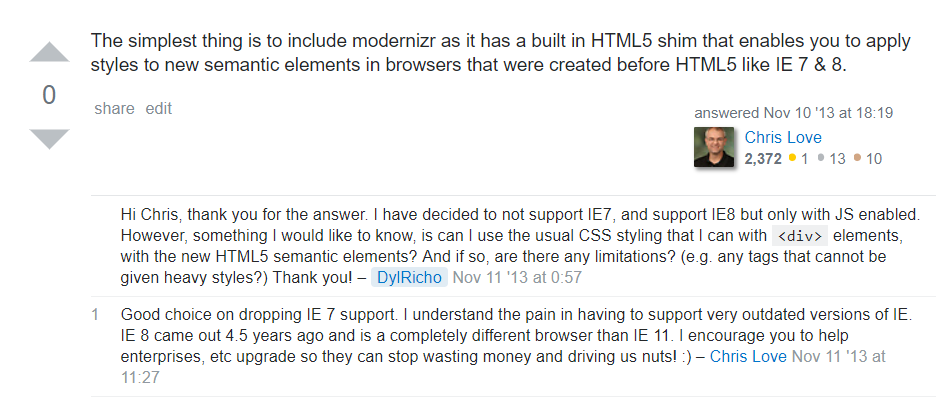 The simplest thing is to include modernizr as it has a built in HTML5 shim that enables you to apply
styles to new semantic elements in browsers that were created before HTML5 like IE 7 & 8.
0
share edit
answered Nov 10 '13 at 18:19
Chris Love
2,372 ● 1 ● 13 ● 10
Hi Chris, thank you for the answer. I have decided to not support IE7, and support IE8 but only with JS enabled.
However, something I would like to know, is can I use the usual CSS styling that I can with <div> elements,
with the new HTML5 semantic elements? And if so, are there any limitations? (e.g. any tags that cannot be
given heavy styles?) Thank you! – DylRicho Nov 11 '13 at 0:57
1 Good choice on dropping IE 7 support. I understand the pain in having to support very outdated versions of IE.
IE 8 came out 4.5 years ago and is a completely different browser than IE 11. I encourage you to help
enterprises, etc upgrade so they can stop wasting money and driving us nuts! :) – Chris Love Nov 11 '13 at
11:27